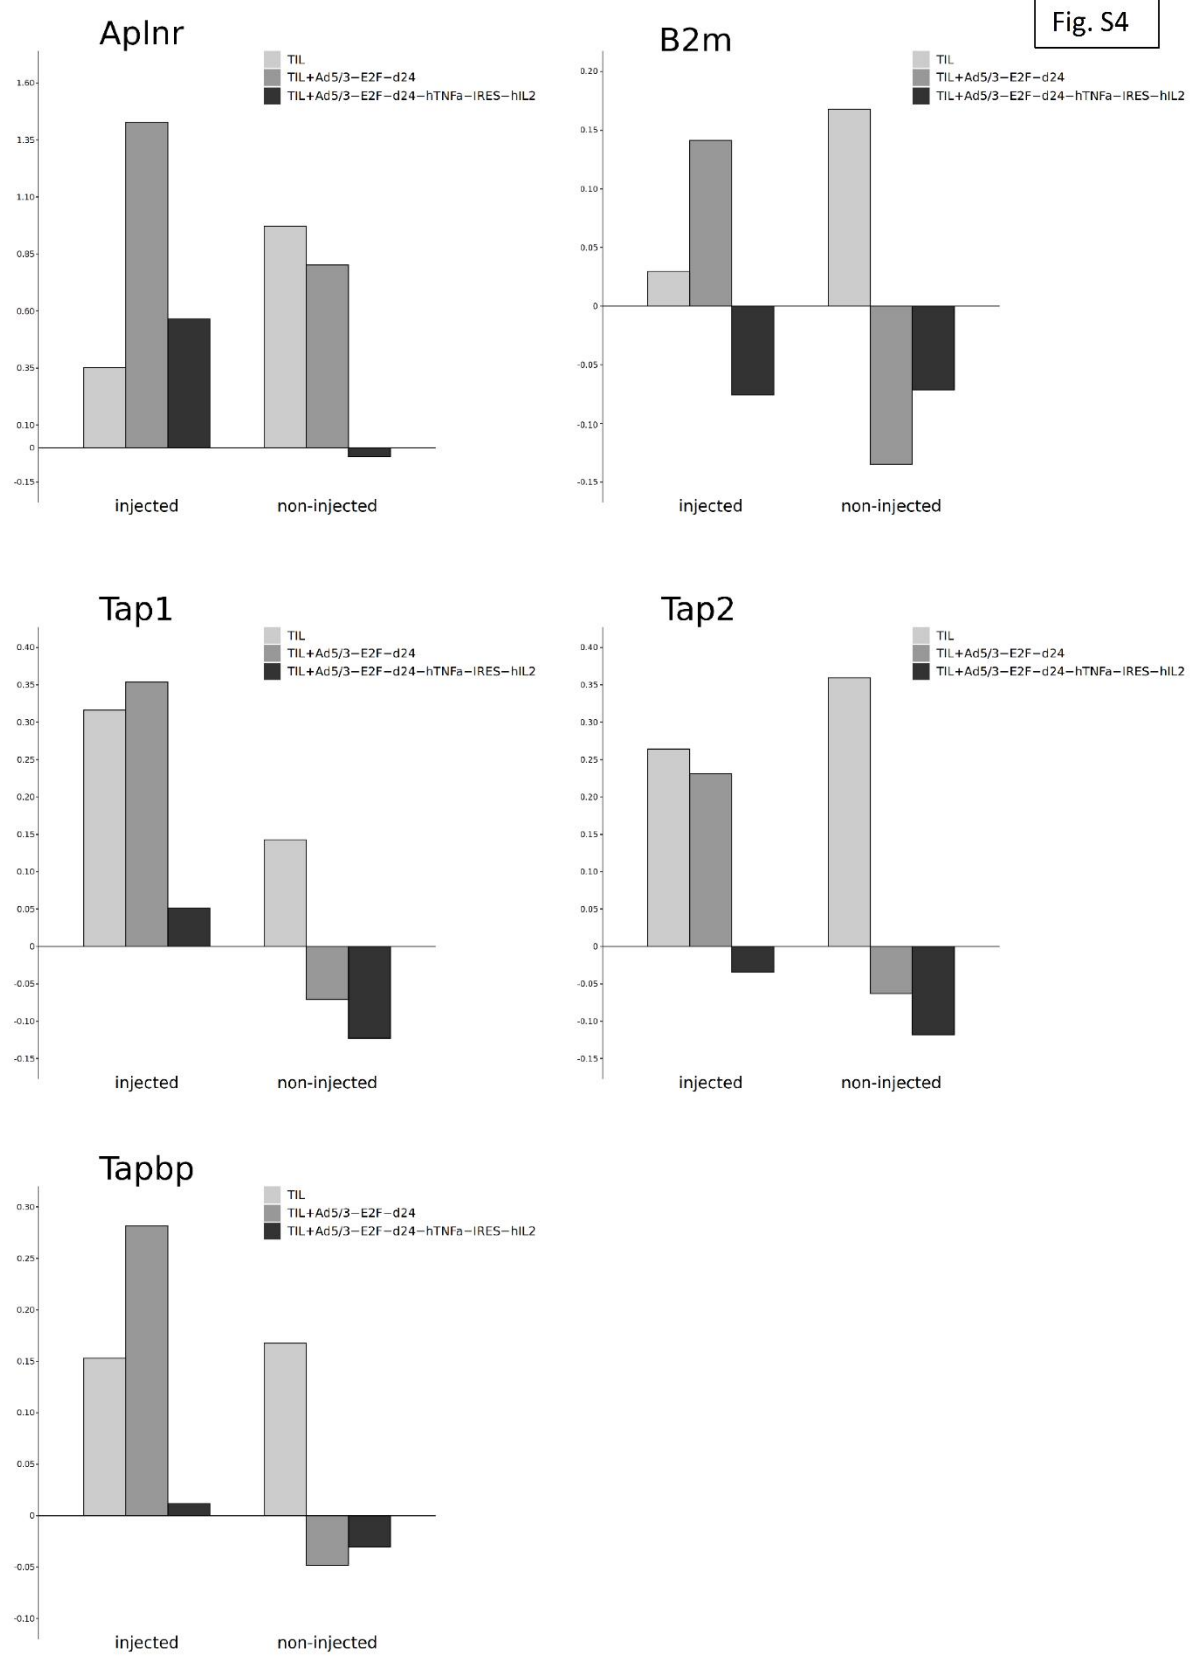 Fig. S4
Aplnr
TIL
TIL+Ad5/3−E2F−d24
TIL+Ad5/3−E2F−d24−hTNFa−IRES−hIL2
1.60
1.35
1.10
0.85
0.60
0.35
0.10
0
-0.15
injected non-injected
B2m
TIL
TIL+Ad5/3−E2F−d24
TIL+Ad5/3−E2F−d24−hTNFa−IRES−hIL2
0.20
0.15
0.10
0.05
0
-0.05
-0.10
-0.15
injected non-injected
Tap1
TIL
TIL+Ad5/3−E2F−d24
TIL+Ad5/3−E2F−d24−hTNFa−IRES−hIL2
0.40
0.35
0.30
0.25
0.20
0.15
0.10
0.05
0
-0.05
-0.10
-0.15
injected non-injected
Tap2
TIL
TIL+Ad5/3−E2F−d24
TIL+Ad5/3−E2F−d24−hTNFa−IRES−hIL2
0.40
0.35
0.30
0.25
0.20
0.15
0.10
0.05
0
-0.05
-0.10
-0.15
injected non-injected
Tapbp
TIL
TIL+Ad5/3−E2F−d24
TIL+Ad5/3−E2F−d24−hTNFa−IRES−hIL2
0.30
0.25
0.20
0.15
0.10
0.05
0
-0.05
-0.10
injected non-injected